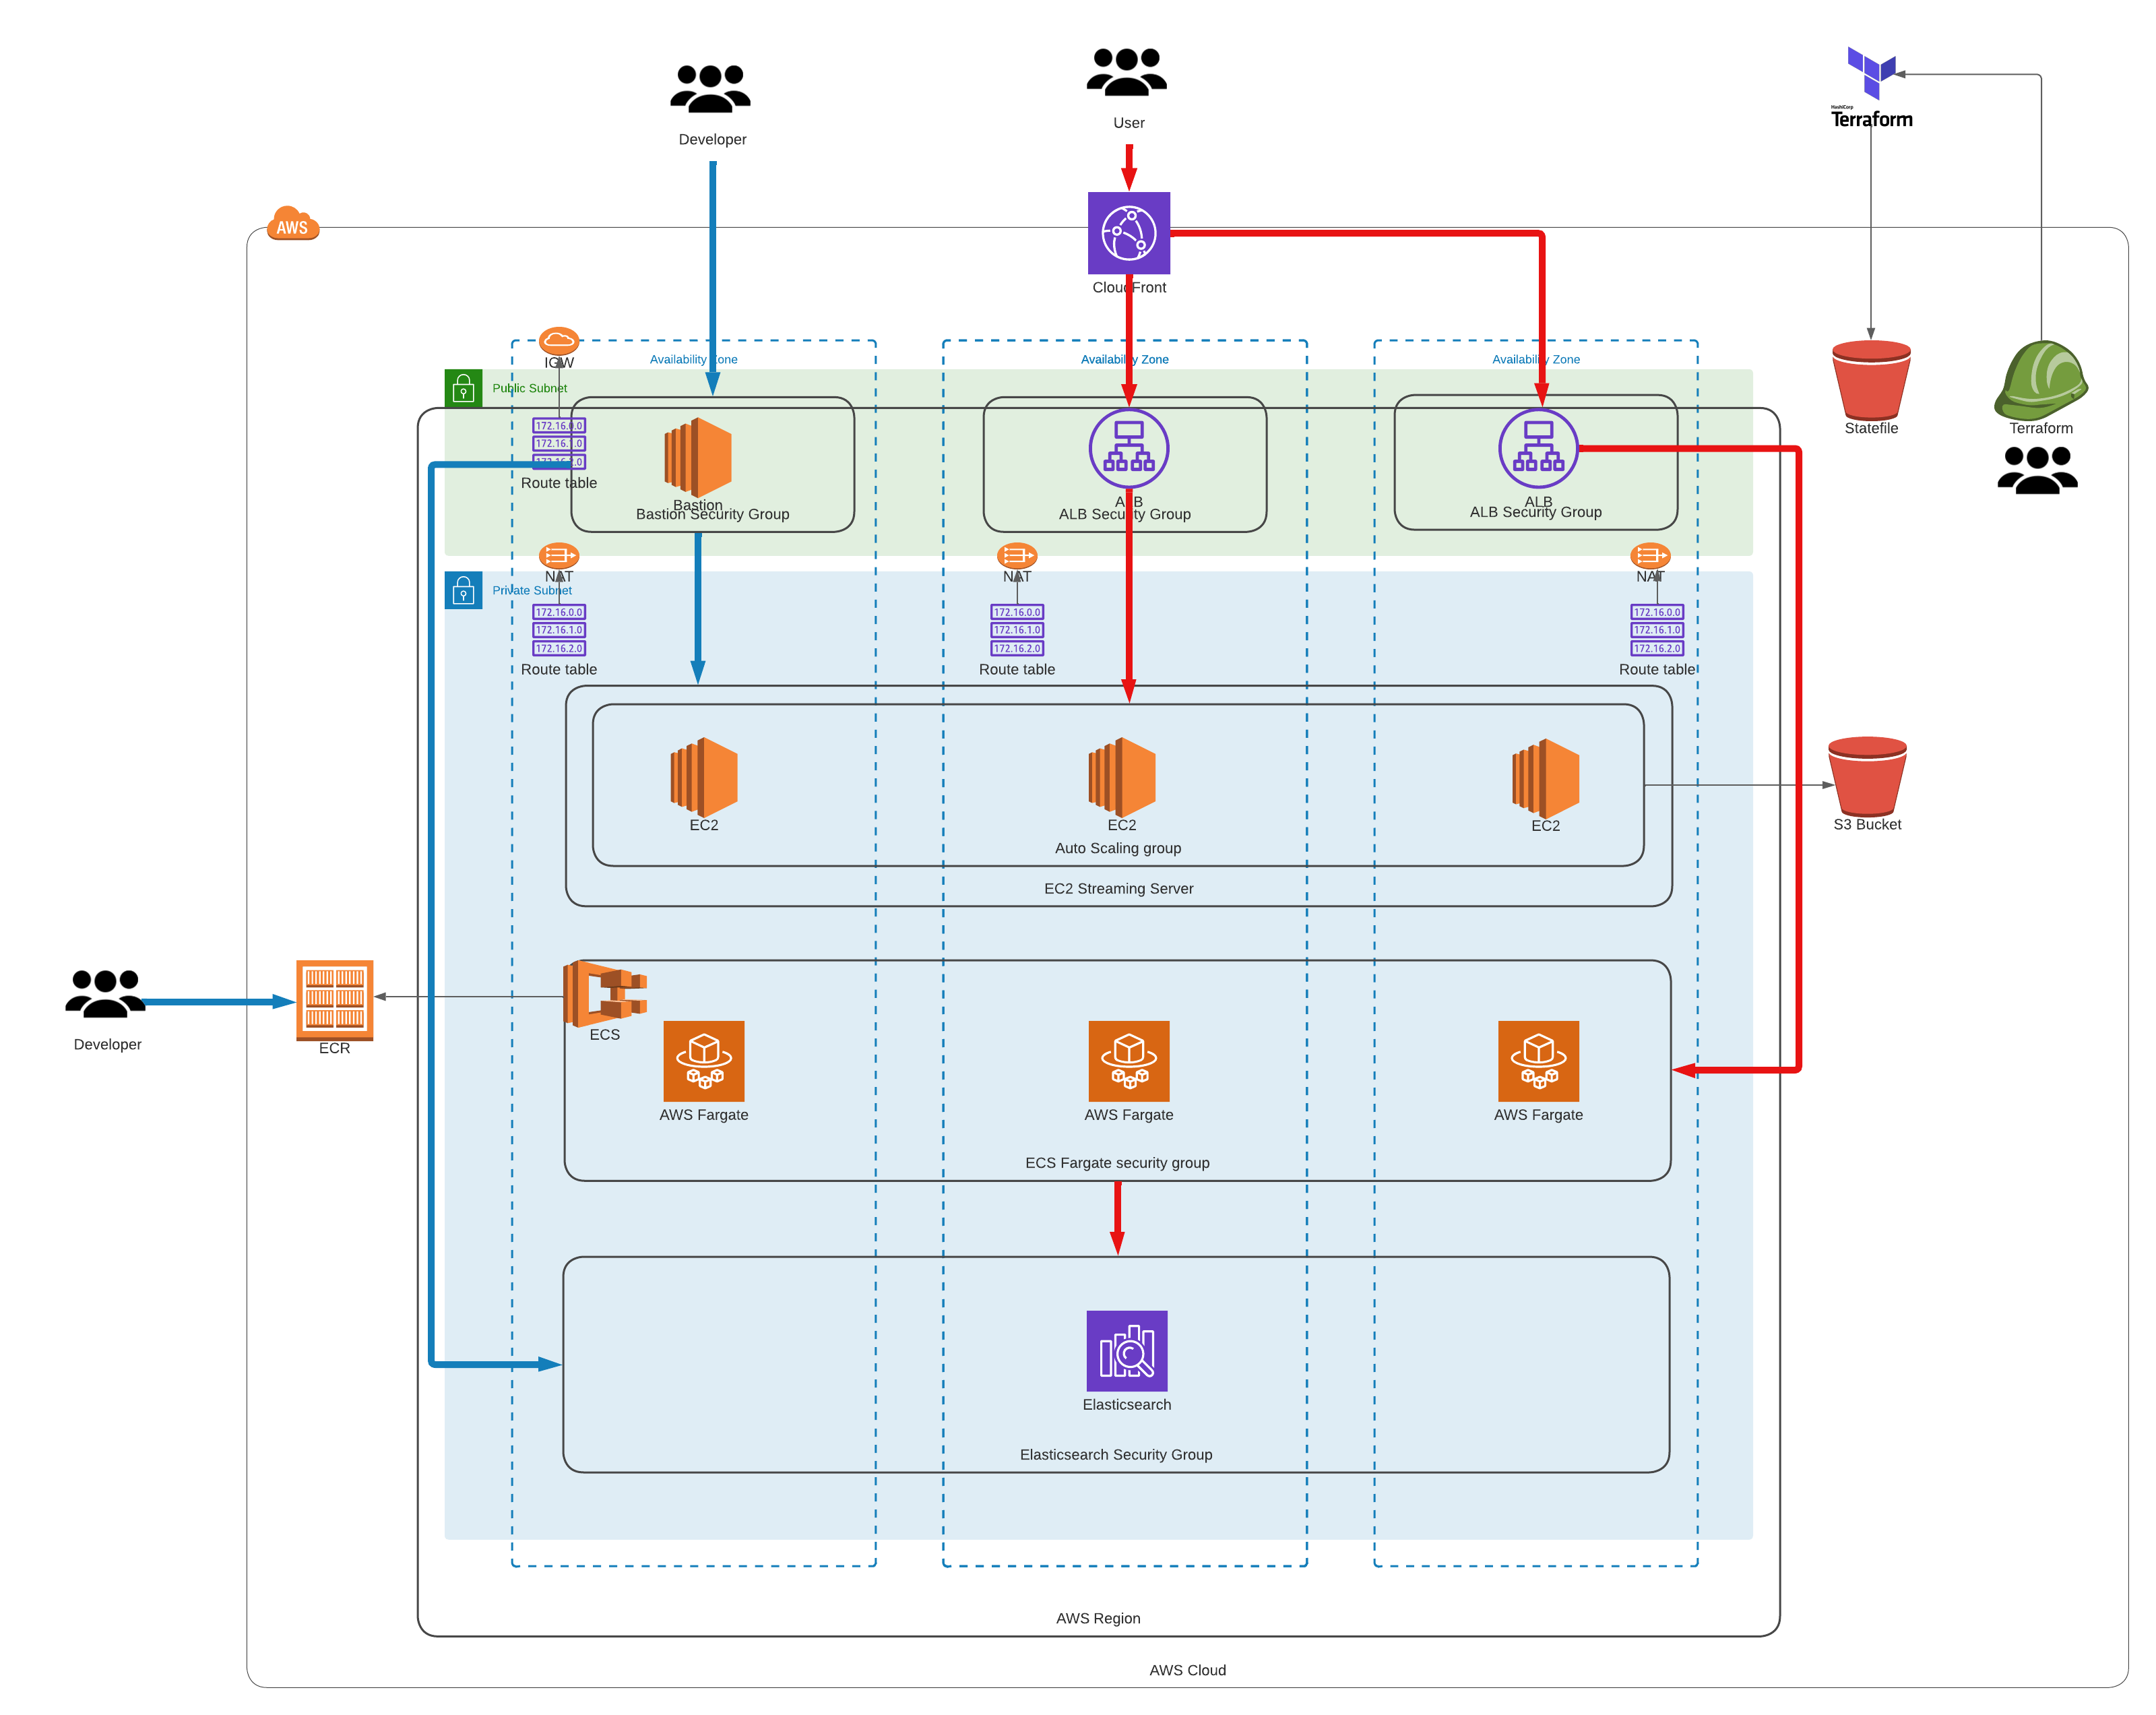 User
Developer
HashiCorp
Terraform
AWS
CloudFront
IGW
Availability Zone
Availability Zone
Availability Zone
Public Subnet
172.16.0.0
172.16.1.0
172.16.2.0
Route table
Bastion
Bastion Security Group
ALB
ALB Security Group
ALB
ALB Security Group
Statefile
Terraform
NAT
NAT
NAT
Private Subnet
172.16.0.0
172.16.1.0
172.16.2.0
Route table
172.16.0.0
172.16.1.0
172.16.2.0
Route table
172.16.0.0
172.16.1.0
172.16.2.0
Route table
EC2
EC2
EC2
Auto Scaling group
EC2 Streaming Server
S3 Bucket
Developer
ECR
ECS
AWS Fargate
AWS Fargate
AWS Fargate
ECS Fargate security group
Elasticsearch
Elasticsearch Security Group
AWS Region
AWS Cloud